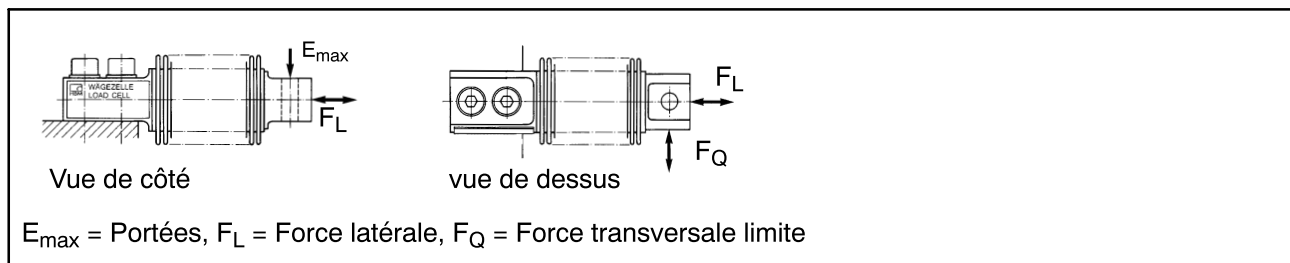 E_max
WÄGEZELLE
LOAD CELL
F_L
F_L
F_Q
Vue de côté
vue de dessus
E_max = Portées, F_L = Force latérale, F_Q = Force transversale limite